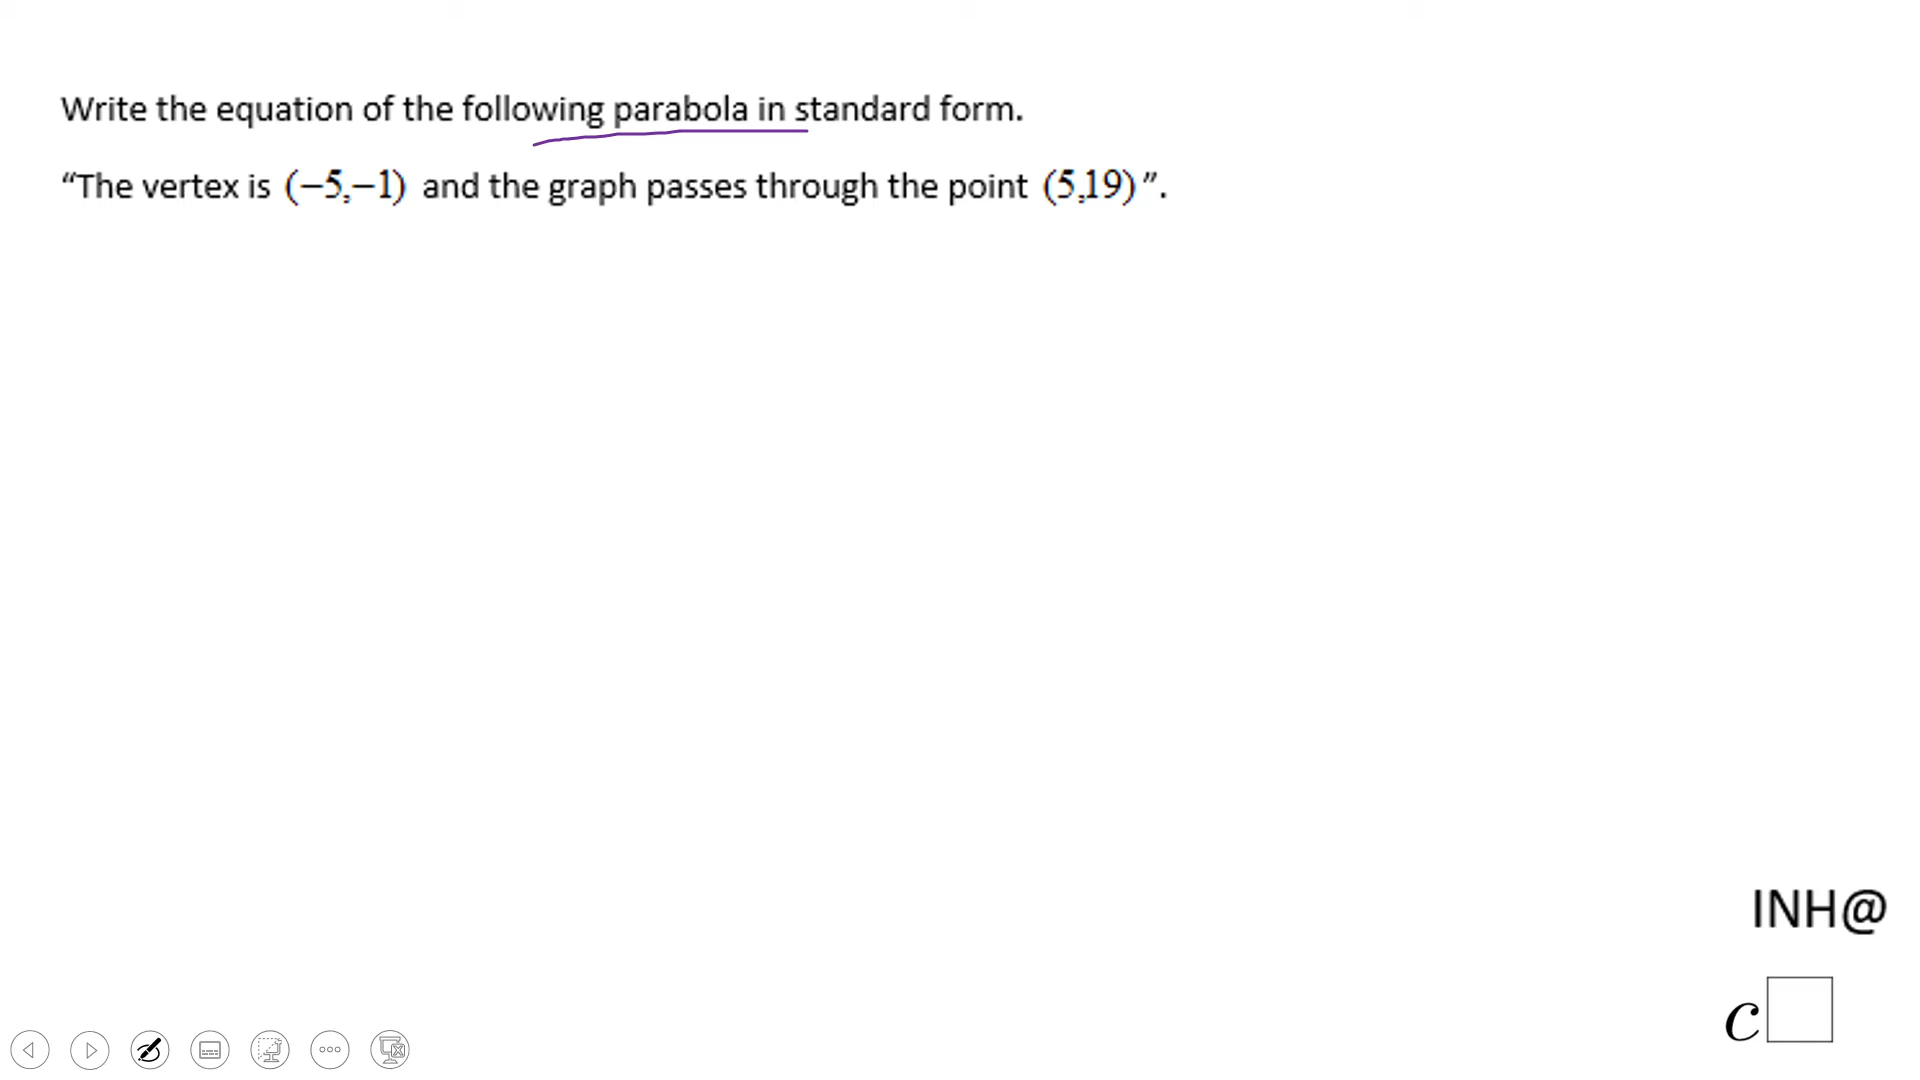 Write the equation of the following parabola in standard form.
“The vertex is (−5,−1) and the graph passes through the point (5,19)”.
INH@
c□